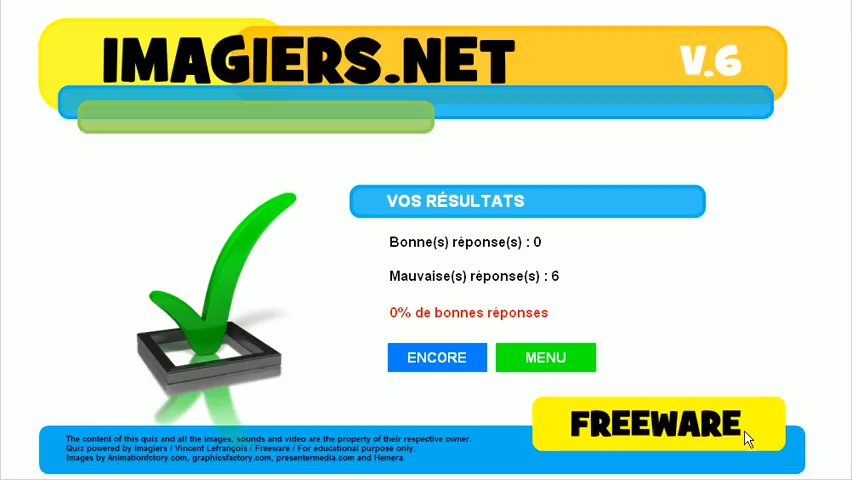 IMAGIERS.NET
V.6
VOS RÉSULTATS
Bonne(s) réponse(s) : 0
Mauvaise(s) réponse(s) : 6
0% de bonnes réponses
ENCORE
MENU
FREEWARE
The content of this quiz and all the images, sounds and video are the property of their respective owner.
Quiz powered by Imagiers / Vincent Lefrançois / Freeware / For educational purpose only.
Images by Animationfctory.com, graphicsfactory.com, presentermedia.com and Hemera.